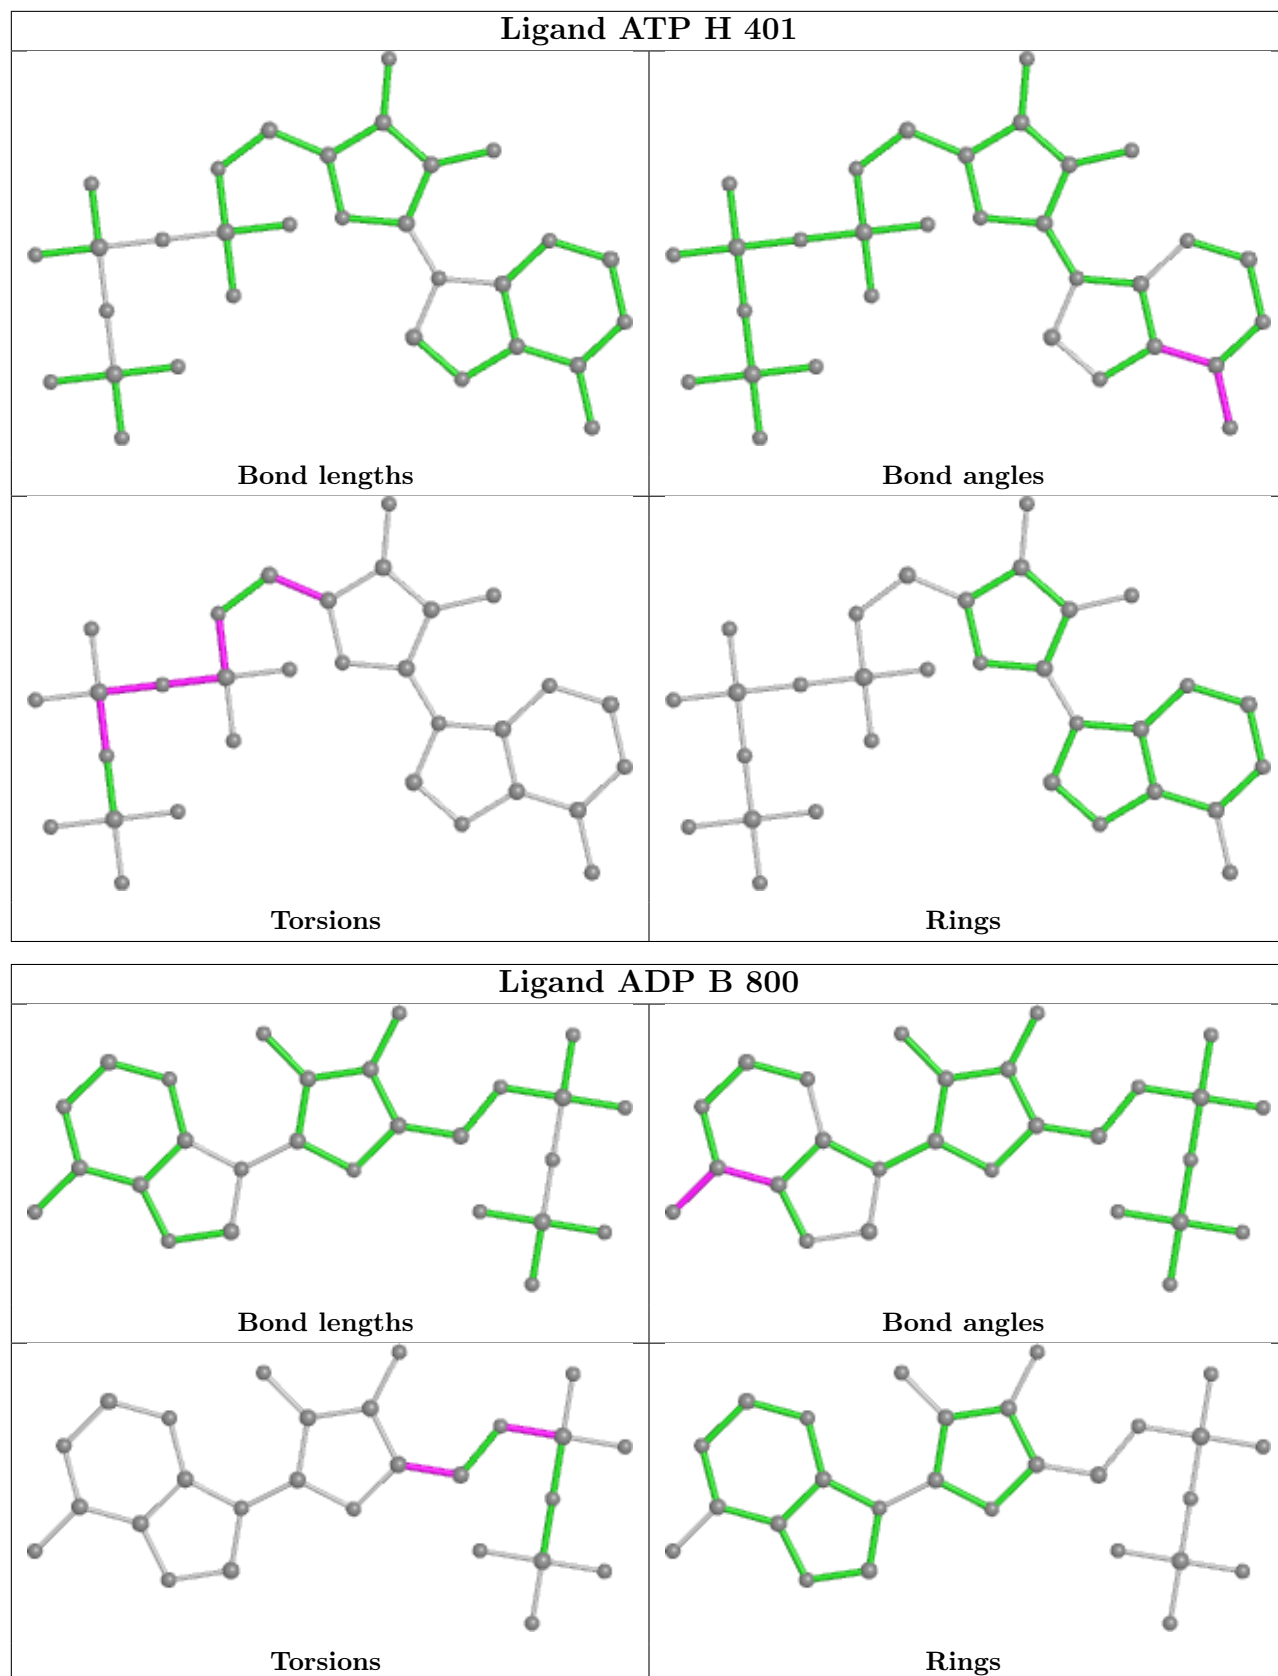 Ligand ATP H 401
Bond lengths
Bond angles
Torsions
Rings
Ligand ADP B 800
Bond lengths
Bond angles
Torsions
Rings